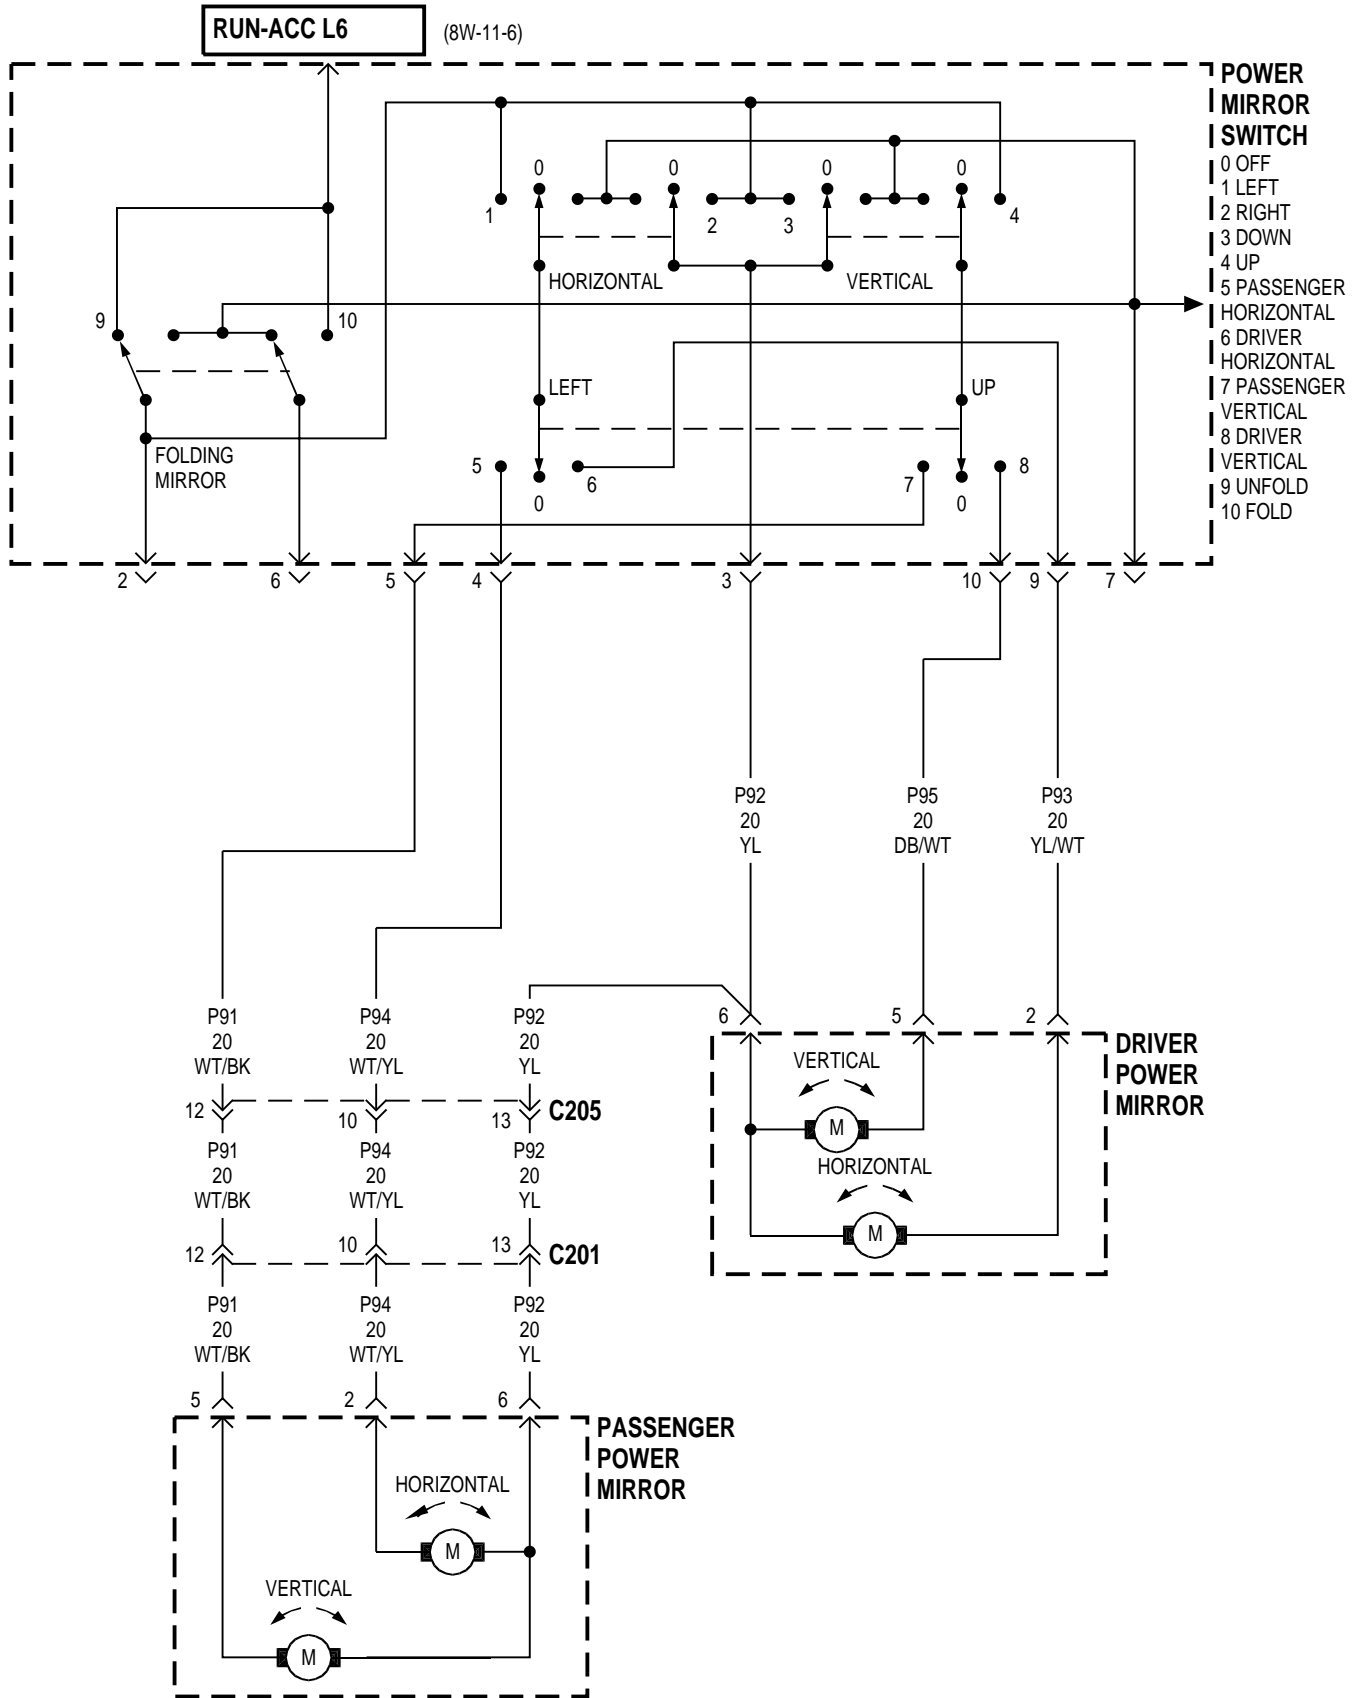 RUN-ACC L6
(8W-11-6)
POWER
MIRROR
SWITCH
0 OFF
1 LEFT
2 RIGHT
3 DOWN
4 UP
5 PASSENGER
HORIZONTAL
6 DRIVER
HORIZONTAL
7 PASSENGER
VERTICAL
8 DRIVER
VERTICAL
9 UNFOLD
10 FOLD
0 0 0 0
1 2 3 4
HORIZONTAL VERTICAL
9 10
LEFT UP
FOLDING
MIRROR
5 6 7 8
0 0
2 6 5 4 3 10 9 7
P92 P95 P93
20 20 20
YL DB/WT YL/WT
P91 P94 P92
20 20 20
WT/BK WT/YL YL
6 5 2
DRIVER
POWER
MIRROR
VERTICAL
M
HORIZONTAL
M
12 10 13 C205
P91 P94 P92
20 20 20
WT/BK WT/YL YL
12 10 13 C201
P91 P94 P92
20 20 20
WT/BK WT/YL YL
5 2 6
PASSENGER
POWER
MIRROR
HORIZONTAL
M
VERTICAL
M